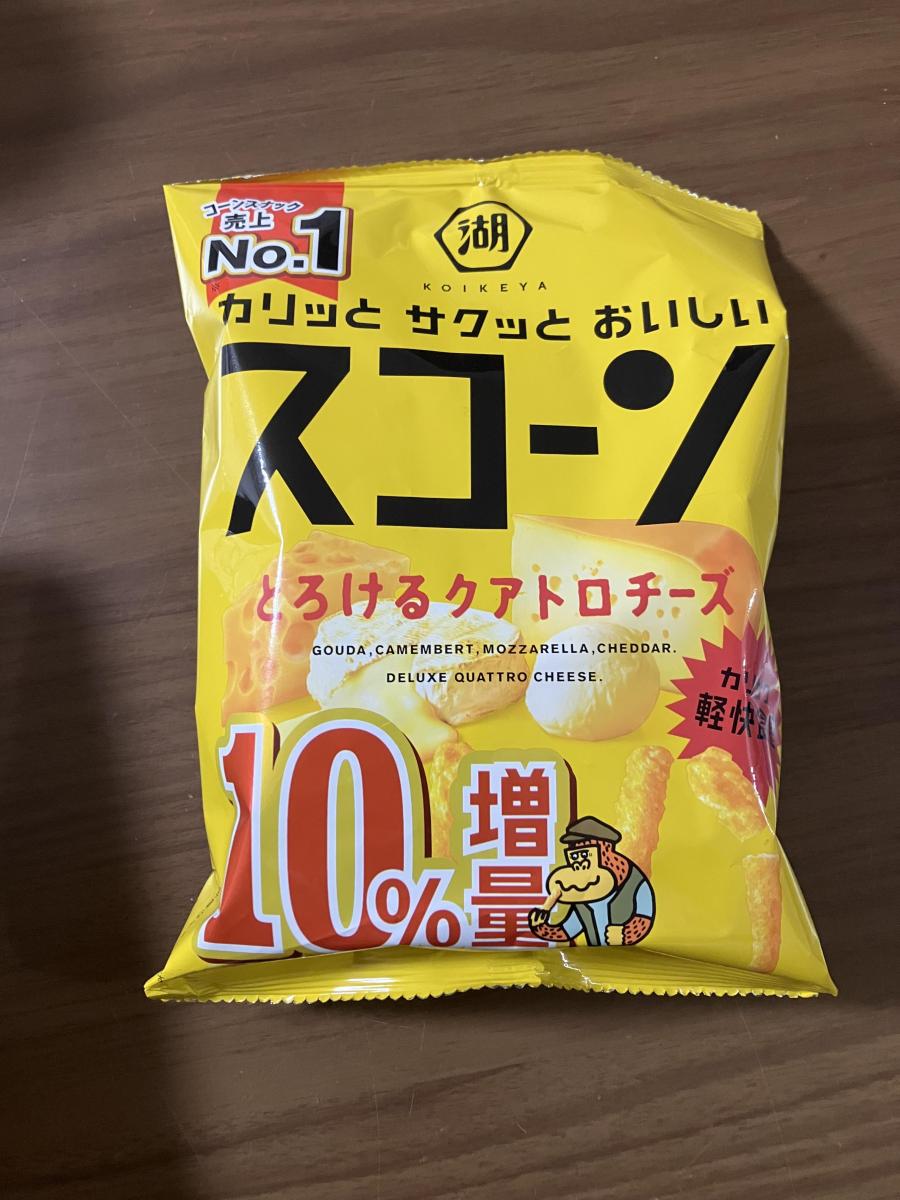 コーンスナック
売上
No.1
湖
KOIKEYA
カリッと サクッと おいしい
スコーン
とろけるクアトロチーズ
GOUDA,CAMEMBERT,MOZZARELLA,CHEDDAR.
DELUXE QUATTRO CHEESE.
軽快
10%増量